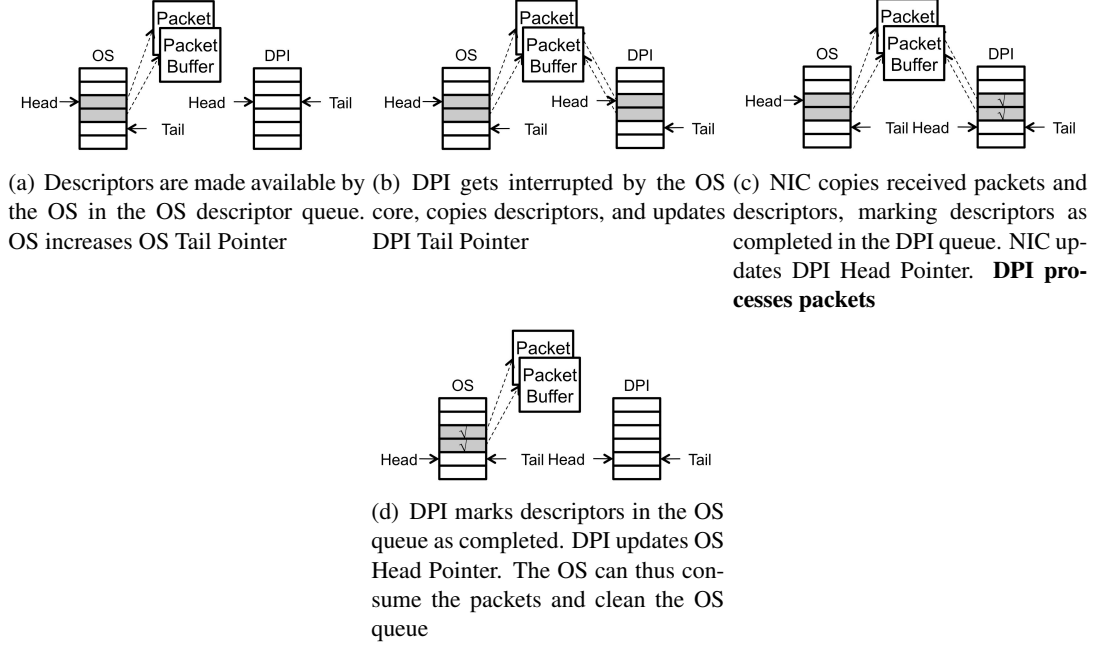 Packet
Packet
Buffer
OS
DPI
Head
Head
Tail
Tail
(a) Descriptors are made available by
the OS in the OS descriptor queue.
OS increases OS Tail Pointer
Packet
Packet
Buffer
OS
DPI
Head
Head
Tail
Tail
(b) DPI gets interrupted by the OS
core, copies descriptors, and updates
DPI Tail Pointer
Packet
Packet
Buffer
OS
DPI
Head
√
√
Tail Head
Tail
(c) NIC copies received packets and
descriptors, marking descriptors as
completed in the DPI queue. NIC up-
dates DPI Head Pointer. DPI pro-
cesses packets
Packet
Packet
Buffer
OS
DPI
√
√
Head
Tail Head
Tail
(d) DPI marks descriptors in the OS
queue as completed. DPI updates OS
Head Pointer. The OS can thus con-
sume the packets and clean the OS
queue